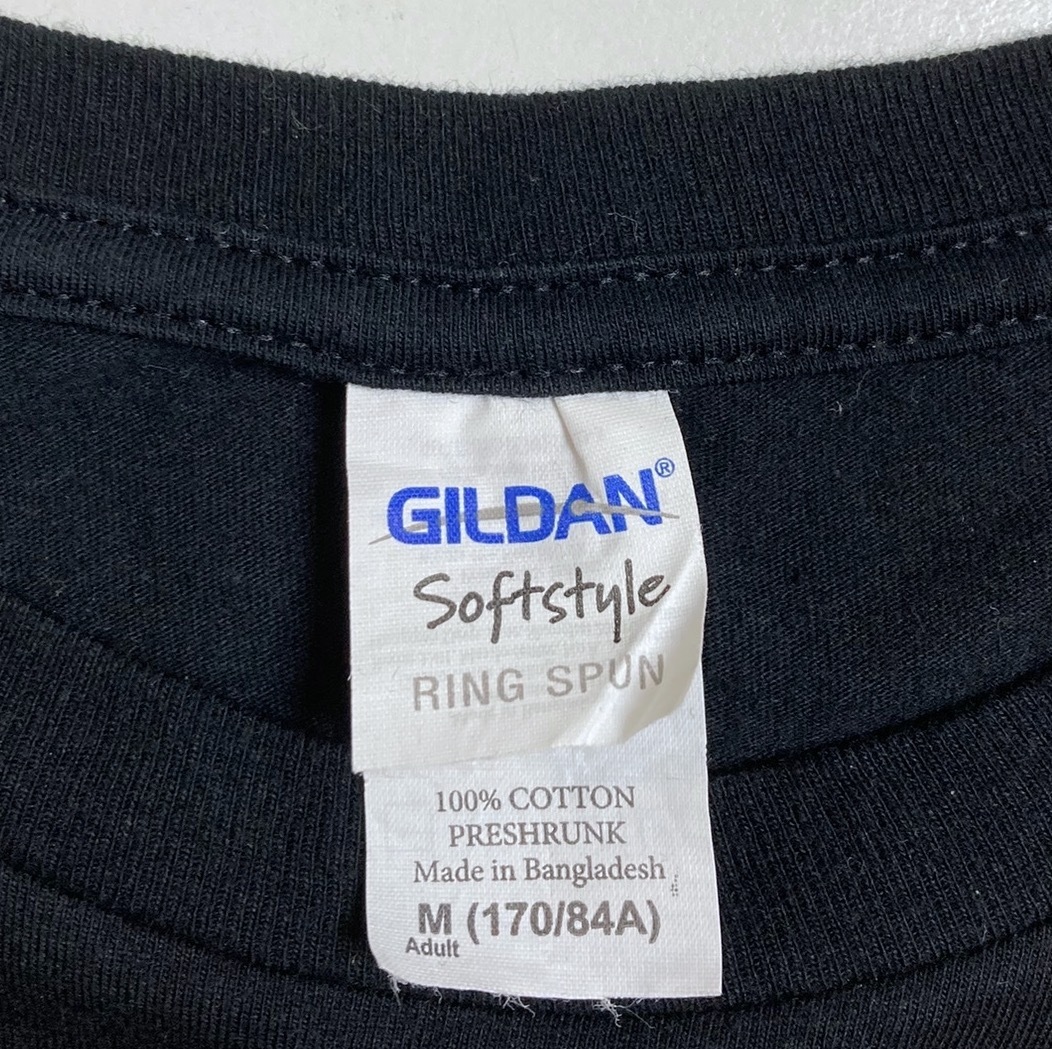 GILDAN®
Softstyle
RING SPUN
100% COTTON
PRESHRUNK
Made in Bangladesh
M (170/84A)
Adult